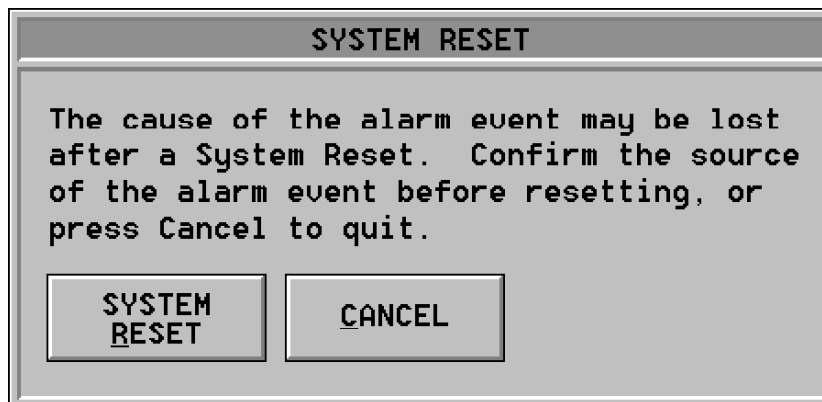 SYSTEM RESET
The cause of the alarm event may be lost
after a System Reset.  Confirm the source
of the alarm event before resetting, or
press Cancel to quit.
SYSTEM
RESET
CANCEL